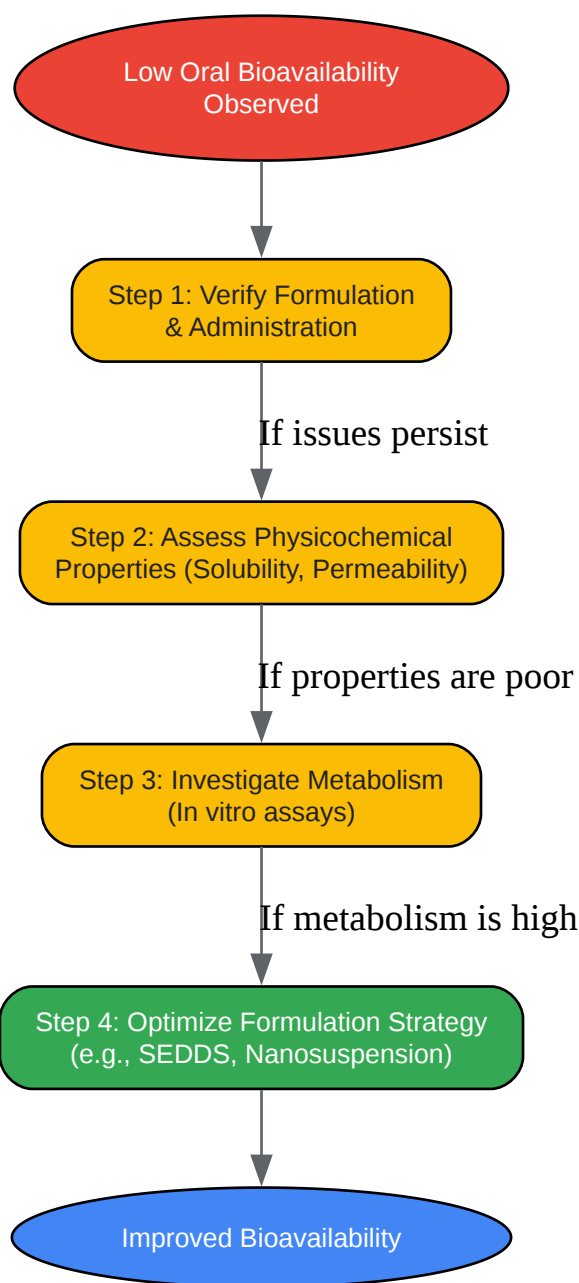 Low Oral Bioavailability
Observed
Step 1: Verify Formulation
& Administration
If issues persist
Step 2: Assess Physicochemical
Properties (Solubility, Permeability)
If properties are poor
Step 3: Investigate Metabolism
(In vitro assays)
If metabolism is high
Step 4: Optimize Formulation Strategy
(e.g., SEDDS, Nanosuspension)
Improved Bioavailability